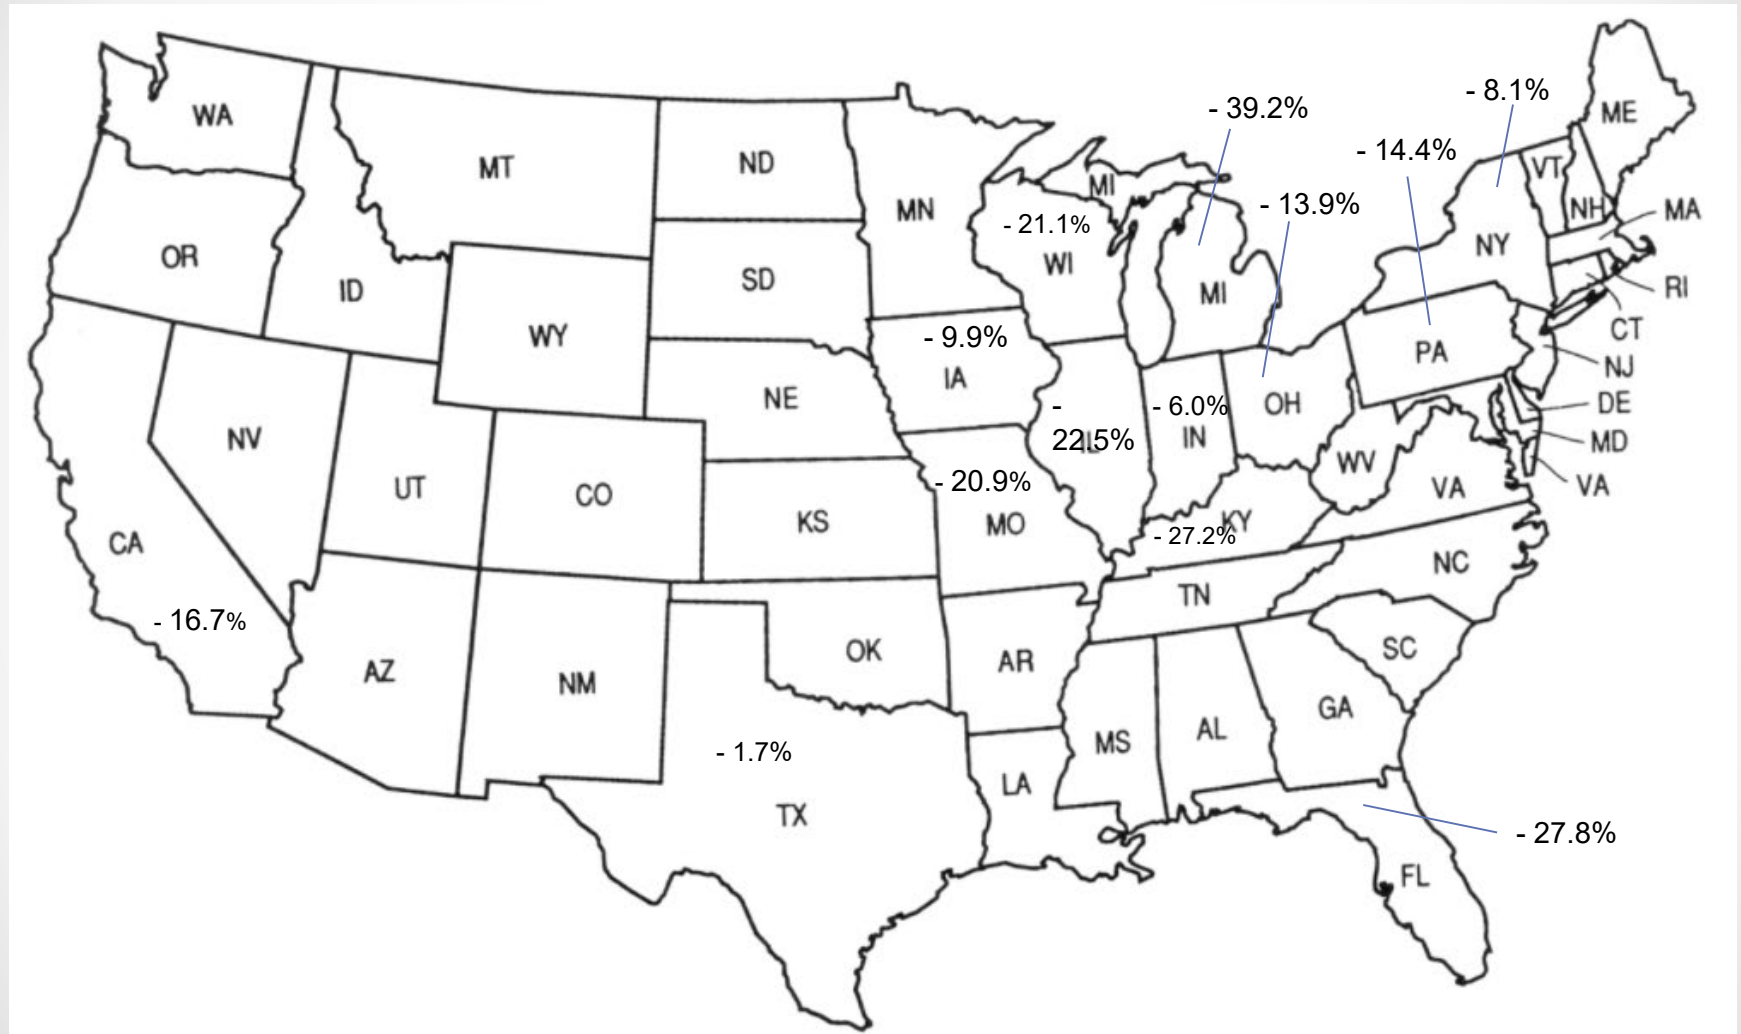 WA
MT
ND
MN
OR
ID
SD
WY
- 21.1%
WI
MI
- 39.2%
MI
- 13.9%
- 14.4%
- 8.1%
NY
VT
NH
ME
MA
RI
CT
NJ
DE
MD
VA
PA
- 9.9%
IA
NE
NV
UT
CO
KS
- 20.9%
MO
-
22.5%
IL
- 6.0%
IN
OH
WV
VA
KY
- 27.2%
CA
- 16.7%
AZ
NM
OK
AR
TN
NC
SC
GA
AL
MS
LA
- 1.7%
TX
- 27.8%
FL